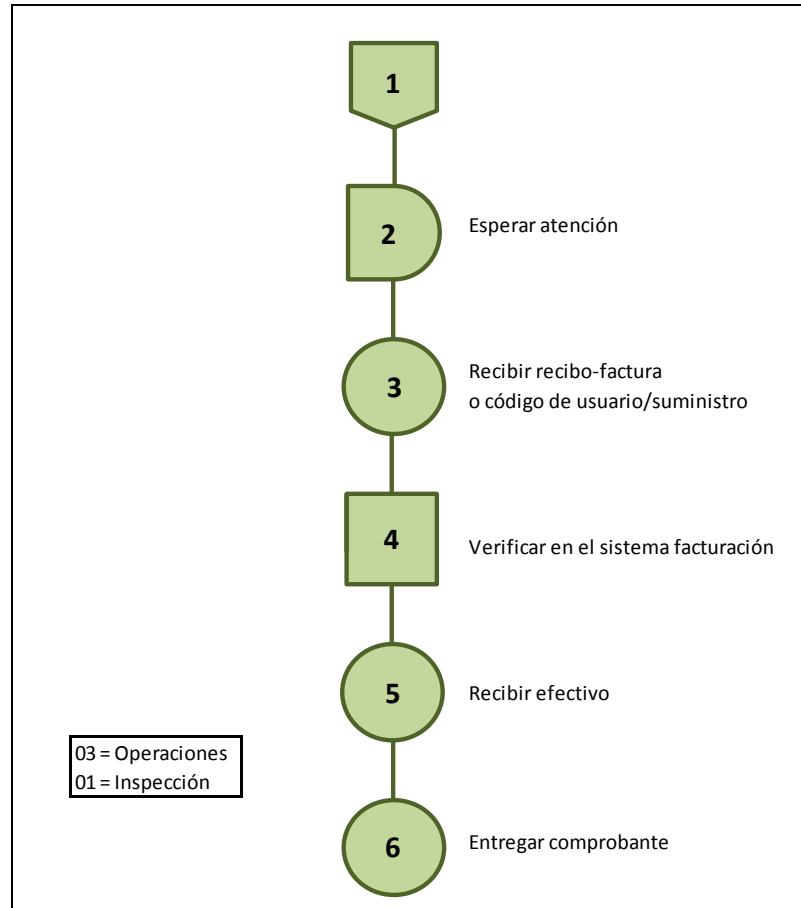 1
2
Esperar atención
3
Recibir recibo-factura
o código de usuario/suministro
4
Verificar en el sistema facturación
5
Recibir efectivo
03 = Operaciones
01 = Inspección
6
Entregar comprobante